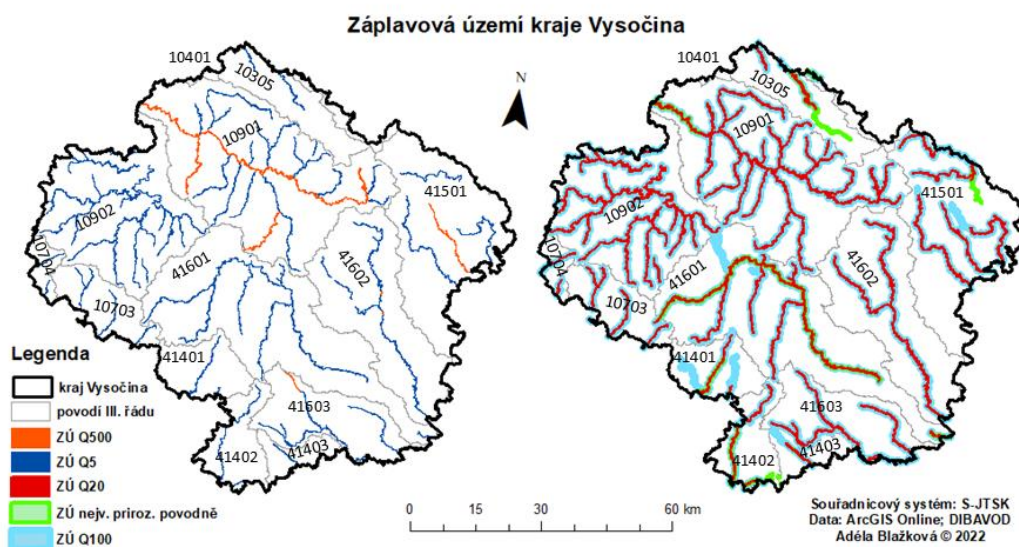 Záplavová území kraje Vysočina
10401
10305
10901
10902
10704
10703
41601
41602
41501
41401
41603
41402
41403
N
10401
10305
10901
10902
10704
10703
41601
41602
41501
41401
41603
41402
41403
Legenda
kraj Vysočina
povodí III. řádu
ZÚ Q500
ZÚ Q5
ZÚ Q20
ZÚ nejv. priroz. povodně
ZÚ Q100
0 15 30 60 km
Souřadnicový systém: S-JTSK
Data: ArcGIS Online; DIBAVOD
Adéla Blažková © 2022